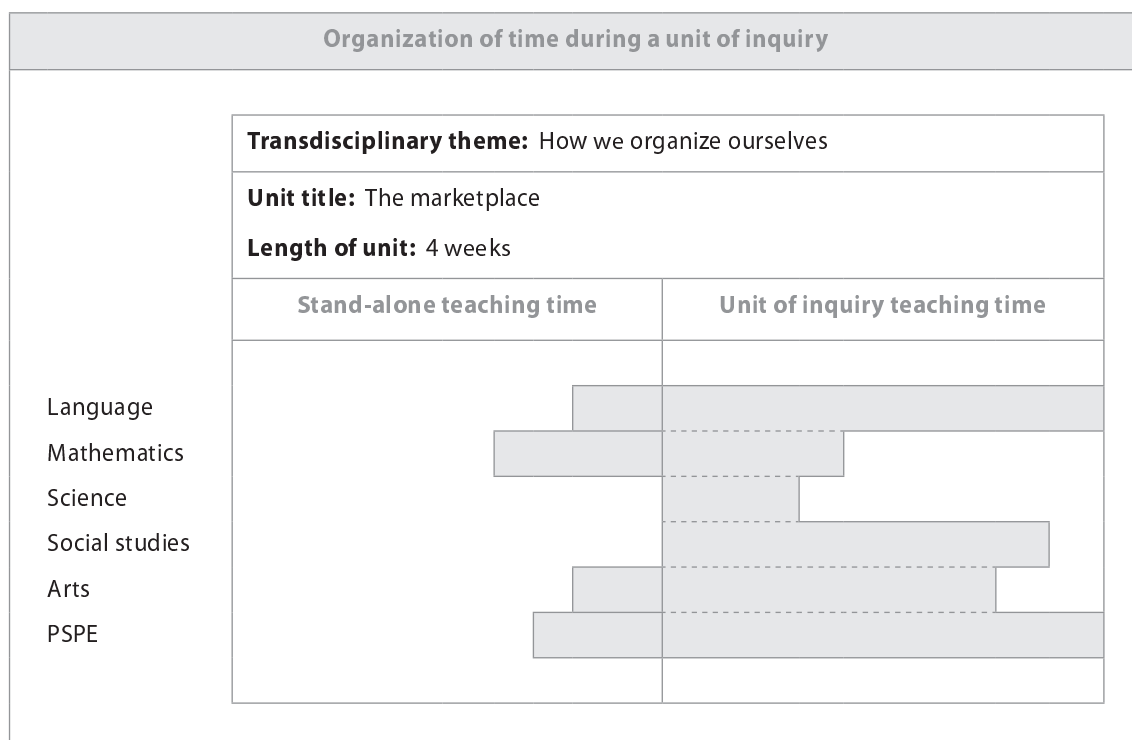 Organization of time during a unit of inquiry
Transdisciplinary theme: How we organize ourselves
Unit title: The marketplace
Length of unit: 4 weeks
Stand-alone teaching time
Unit of inquiry teaching time
Language
Mathematics
Science
Social studies
Arts
PSPE